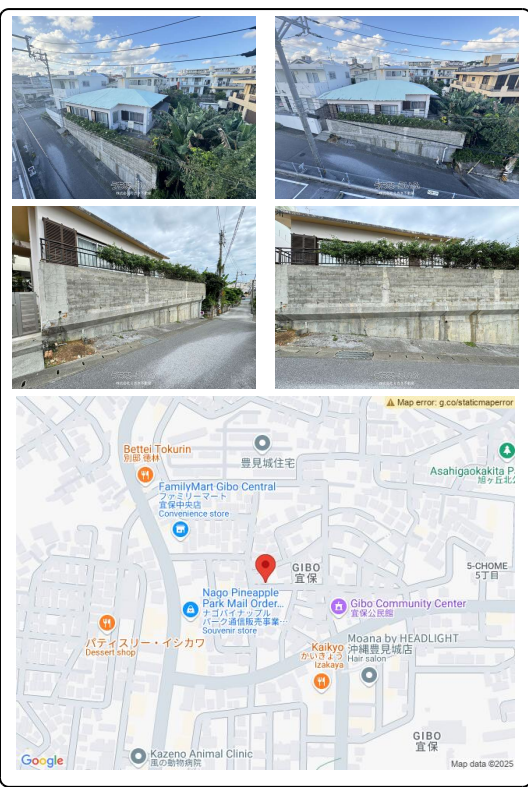 Map error: g.co/staticmaperror
Bettei Tokurin
別邸 徳林
豊見城住宅
Asahigaokakita P
旭ヶ丘北公
FamilyMart Gibo Central
ファミリーマート
宜保中央店
Convenience store
GIBO
宜保
5-CHOME
5丁目
Nago Pineapple
Park Mail Order...
ナゴパイナップル
パーク通信販売事業…
Souvenir store
Gibo Community Center
宜保公民館
パティスリー・イシカワ
Dessert shop
Kaikyo
かいきょう
Izakaya
Moana by HEADLIGHT
沖縄豊見城店
Hair salon
GIBO
宜保
Kazeno Animal Clinic
風の動物病院
Google
Map data ©2025